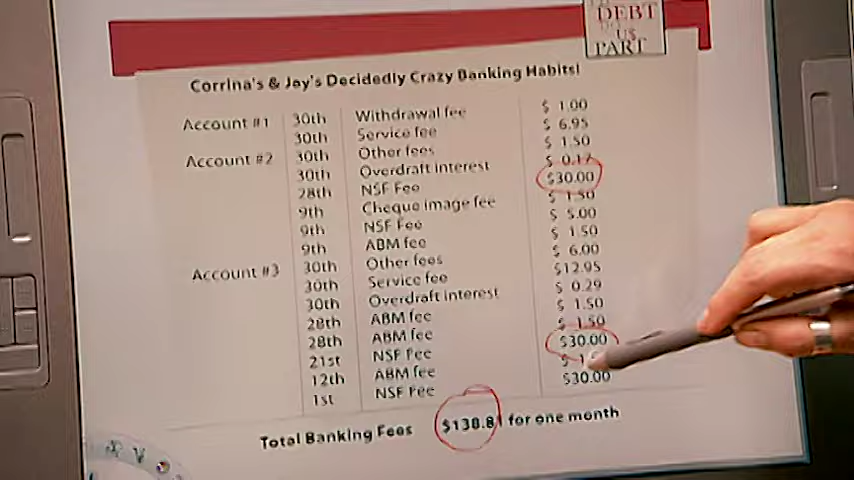 DEBT
DO
US
PART
Corrina's & Jay's Decidedly Crazy Banking Habits!
Account #1 30th Withdrawal fee $ 1.00
30th Service fee $ 6.95
Account #2 30th Other fees $ 1.50
30th Overdraft interest $ 0.17
28th NSF Fee $30.00
9th Cheque image fee $ 1.50
9th NSF Fee $ 5.00
9th ABM fee $ 1.50
Account #3 30th Other fees $ 6.00
30th Service fee $12.95
30th Overdraft interest $ 0.29
28th ABM fee $ 1.50
28th ABM fee $ 1.50
21st NSF Fee $30.00
12th ABM fee $
1st NSF Fee $30.00
Total Banking Fees $138.81 for one month